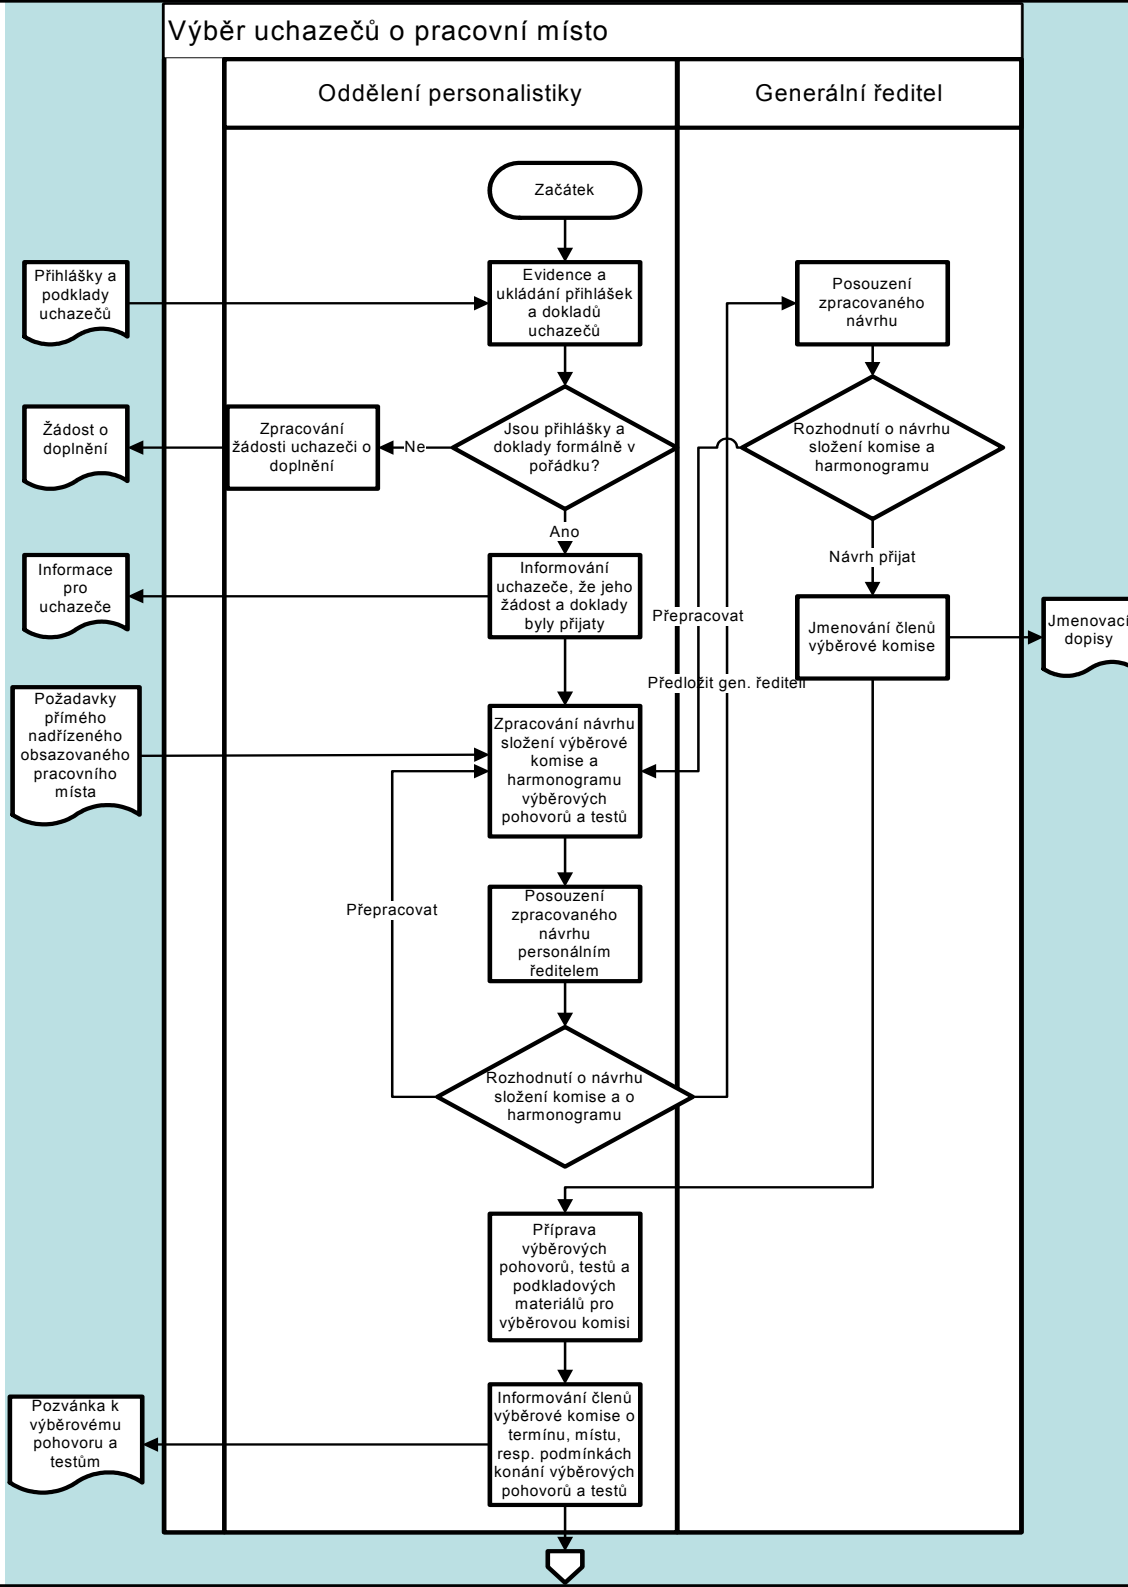 Výběr uchazečů o pracovní místo
Oddělení personalistiky
Generální ředitel
Začátek
Přihlášky a
podklady
uchazečů
Evidence a
ukládání přihlášek
a dokladů
uchazečů
Posouzení
zpracovaného
návrhu
Žádost o
doplnění
Zpracování
žádosti uchazeči o
doplnění
Ne
Jsou přihlášky a
doklady formálně v
pořádku?
Rozhodnutí o návrhu
složení komise a
harmonogramu
Ano
Návrh přijat
Informace
pro
uchazeče
Informování
uchazeče, že jeho
žádost a doklady
byly přijaty
Přepracovat
Jmenování členů
výběrové komise
Jmenovací
dopisy
Předložit gen. řediteli
Požadavky
přímého
nadřízeného
obsazovaného
pracovního
místa
Zpracování návrhu
složení výběrové
komise a
harmonogramu
výběrových
pohovorů a testů
Přepracovat
Posouzení
zpracovaného
návrhu
personálním
ředitelem
Rozhodnutí o návrhu
složení komise a o
harmonogramu
Příprava
výběrových
pohovorů, testů a
podkladových
materiálů pro
výběrovou komisi
Pozvánka k
výběrovému
pohovoru a
testům
Informování členů
výběrové komise o
termínu, místu,
resp. podmínkách
konání výběrových
pohovorů a testů